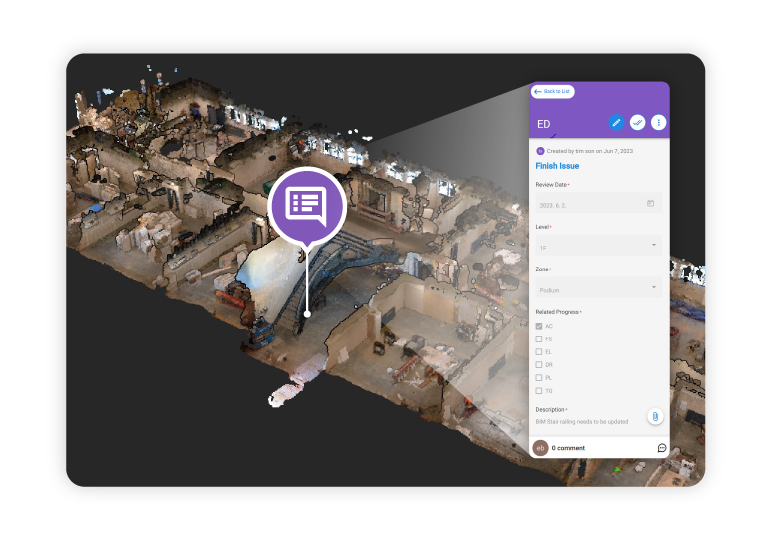 Back to List
ED
Created by tim son on Jun 7, 2023
Finish Issue
Review Date*
2023. 6. 2.
Level*
1F
Zone*
Podium
Related Progress*
AC
FS
EL
DR
PL
TG
Description*
BIM Stair railing needs to be updated
eb 0 comment